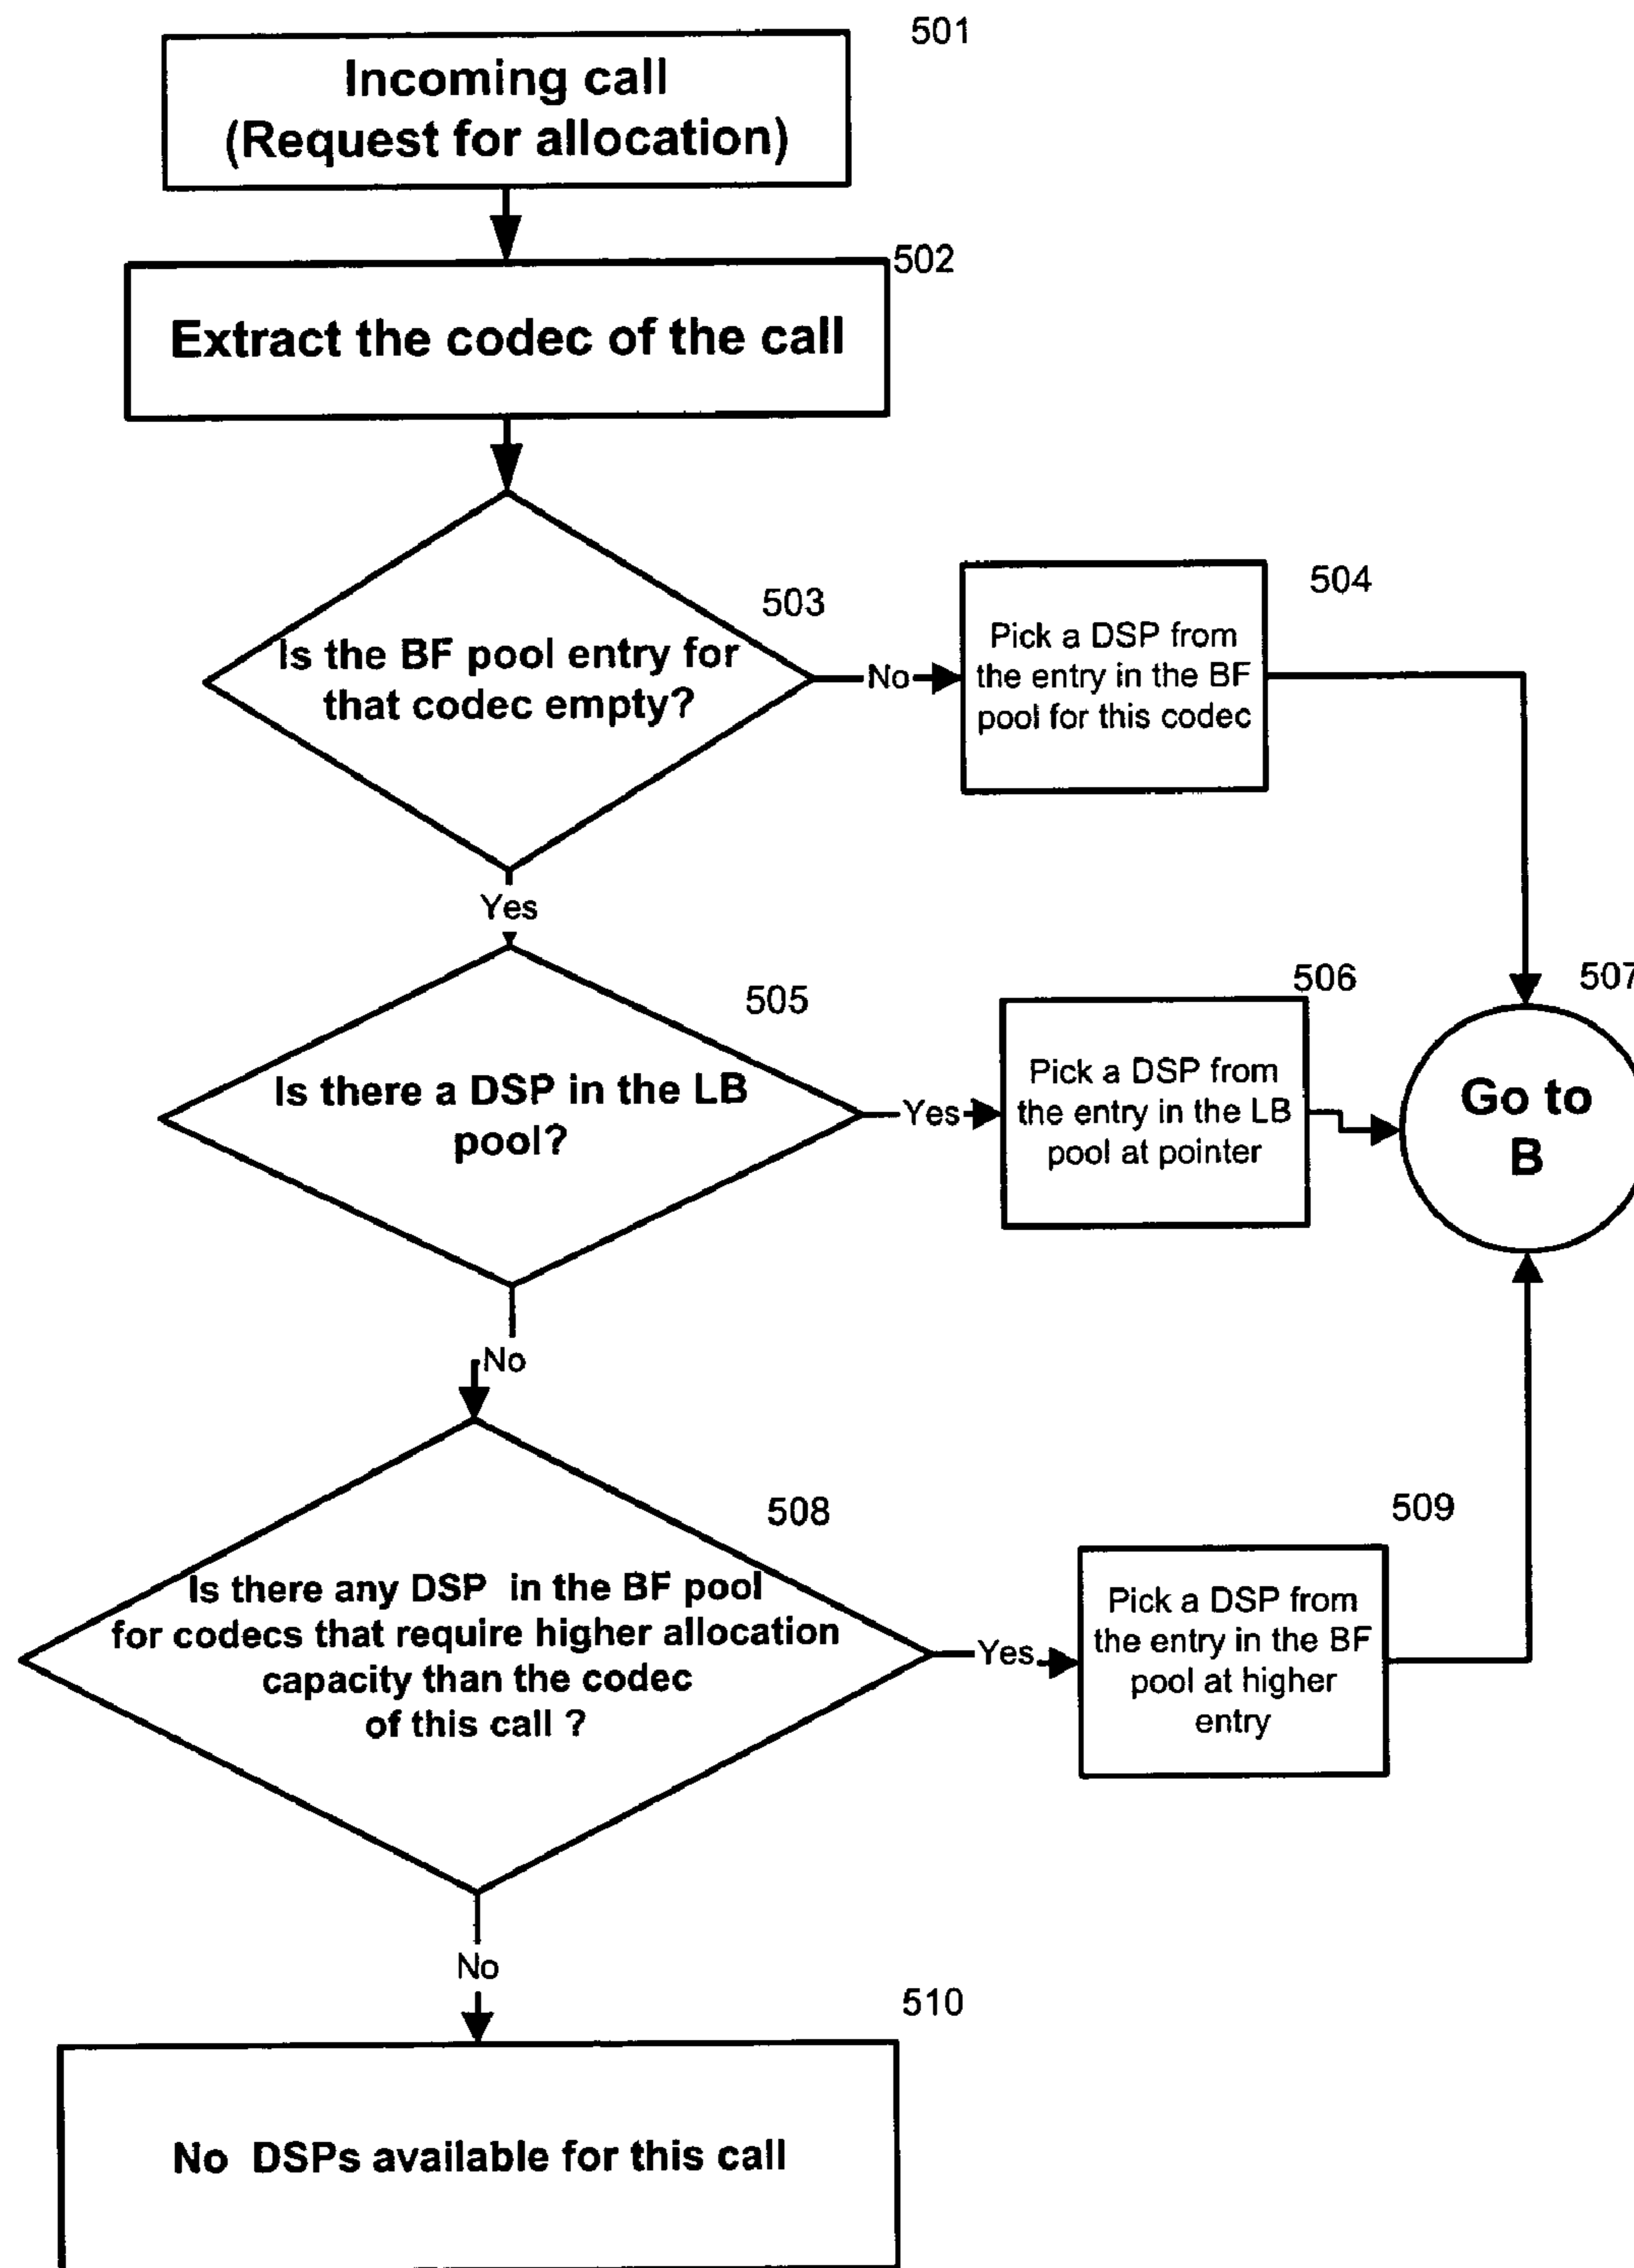 501
Incoming call
(Request for allocation)
502
Extract the codec of the call
503
Is the BF pool entry for
that codec empty?
No
504
Pick a DSP from
the entry in the BF
pool for this codec
Yes
505
Is there a DSP in the LB
pool?
Yes
506
Pick a DSP from
the entry in the LB
pool at pointer
507
Go to
B
No
508
Is there any DSP in the BF pool
for codecs that require higher allocation
capacity than the codec
of this call ?
Yes
509
Pick a DSP from
the entry in the BF
pool at higher
entry
No
510
No DSPs available for this call